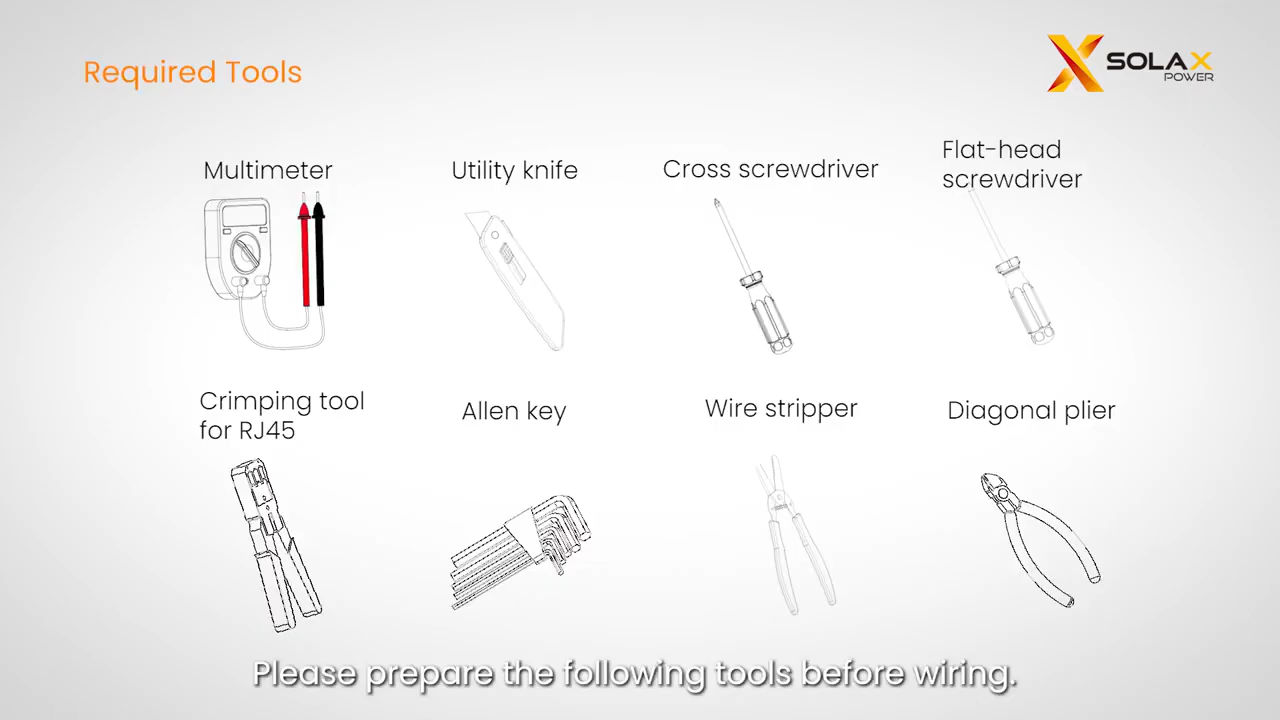 Required Tools
SOLAX
POWER
Multimeter
Utility knife
Cross screwdriver
Flat-head
screwdriver
Crimping tool
for RJ45
Allen key
Wire stripper
Diagonal plier
Please prepare the following tools before wiring.